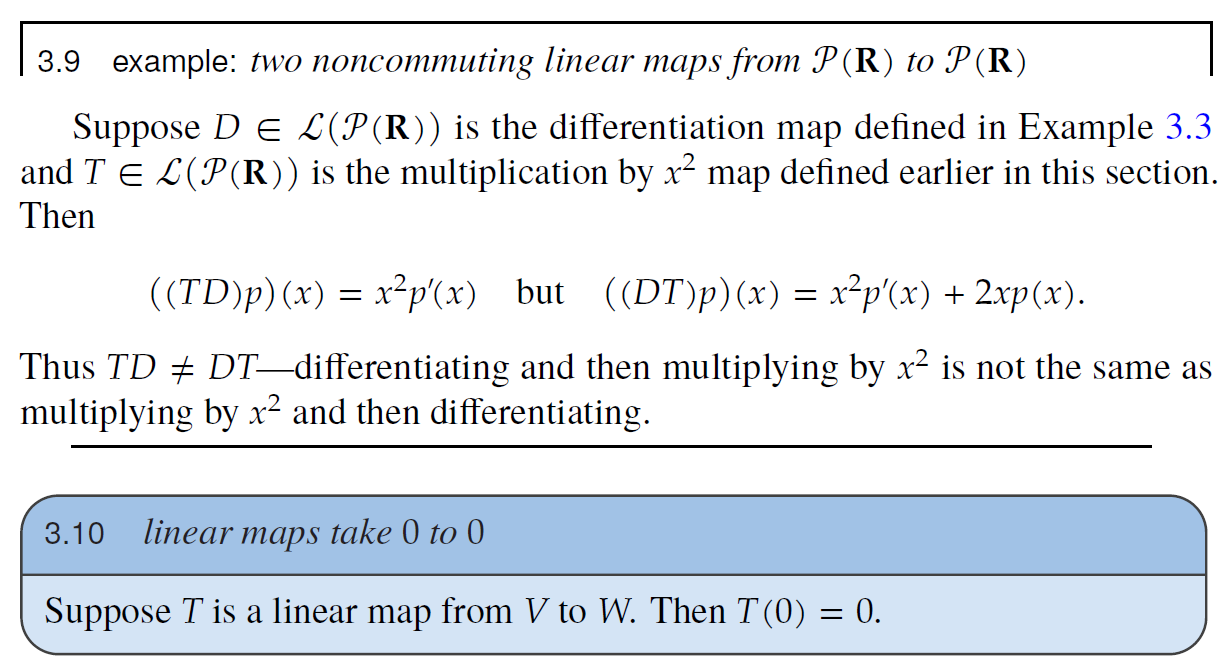 3.9 example: two noncommuting linear maps from 𝒫(𝐑) to 𝒫(𝐑)
Suppose D ∈ ℒ(𝒫(𝐑)) is the differentiation map defined in Example 3.3
and T ∈ ℒ(𝒫(𝐑)) is the multiplication by x² map defined earlier in this section.
Then
((TD)p)(x) = x²p′(x) but ((DT)p)(x) = x²p′(x) + 2xp(x).
Thus TD ≠ DT—differentiating and then multiplying by x² is not the same as
multiplying by x² and then differentiating.
3.10 linear maps take 0 to 0
Suppose T is a linear map from V to W. Then T(0) = 0.